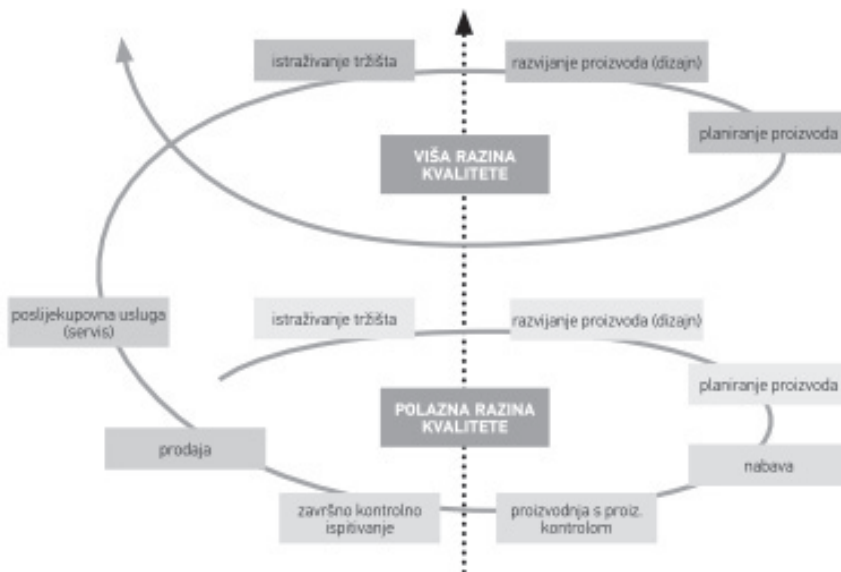 istraživanje tržišta
razvijanje proizvoda (dizajn)
planiranje proizvoda
VIŠA RAZINA
KVALITETE
poslijekupovna usluga
(servis)
istraživanje tržišta
razvijanje proizvoda (dizajn)
planiranje proizvoda
POLAZNA RAZINA
KVALITETE
prodaja
nabava
završno kontrolno
ispitivanje
proizvodnja s proiz.
kontrolom